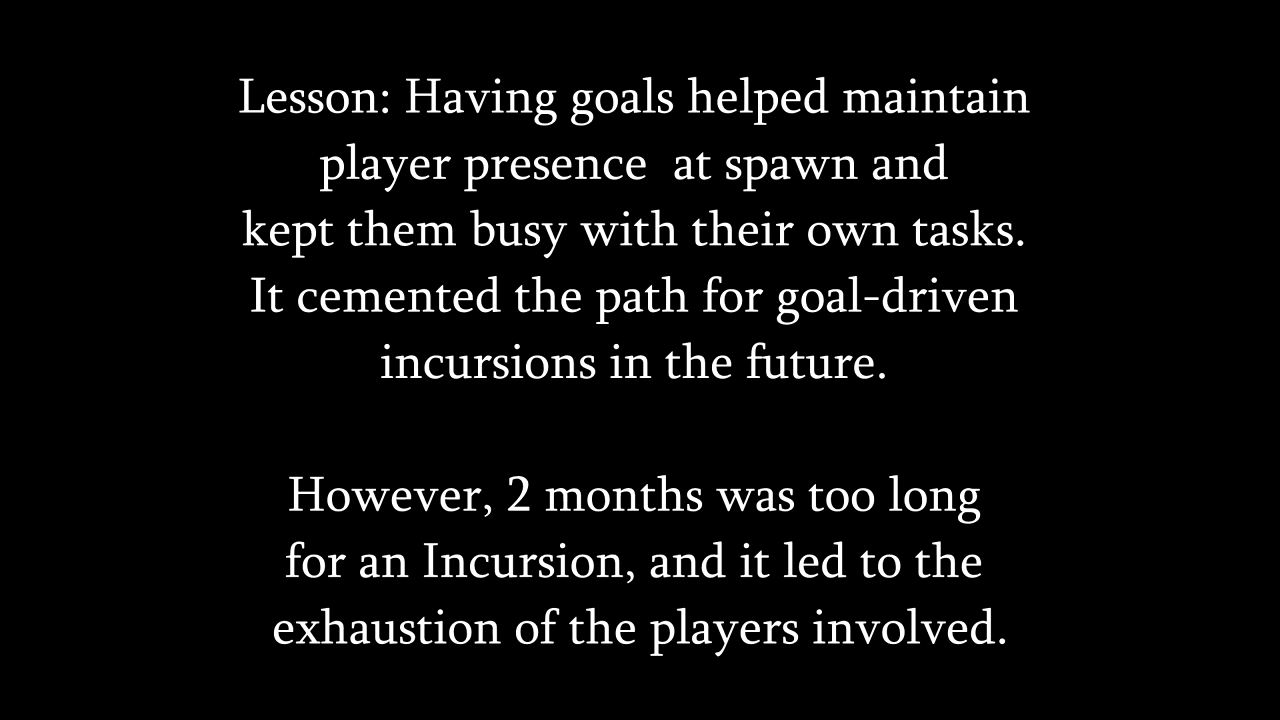 Lesson: Having goals helped maintain
player presence  at spawn and
kept them busy with their own tasks.
It cemented the path for goal-driven
incursions in the future.
However, 2 months was too long
for an Incursion, and it led to the
exhaustion of the players involved.